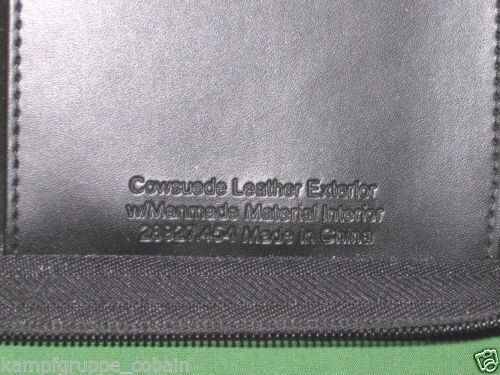 Cowsuede Leather Exterior
w/Manmade Material Interior
28327.454 Made in China
kampfgruppe_cobain